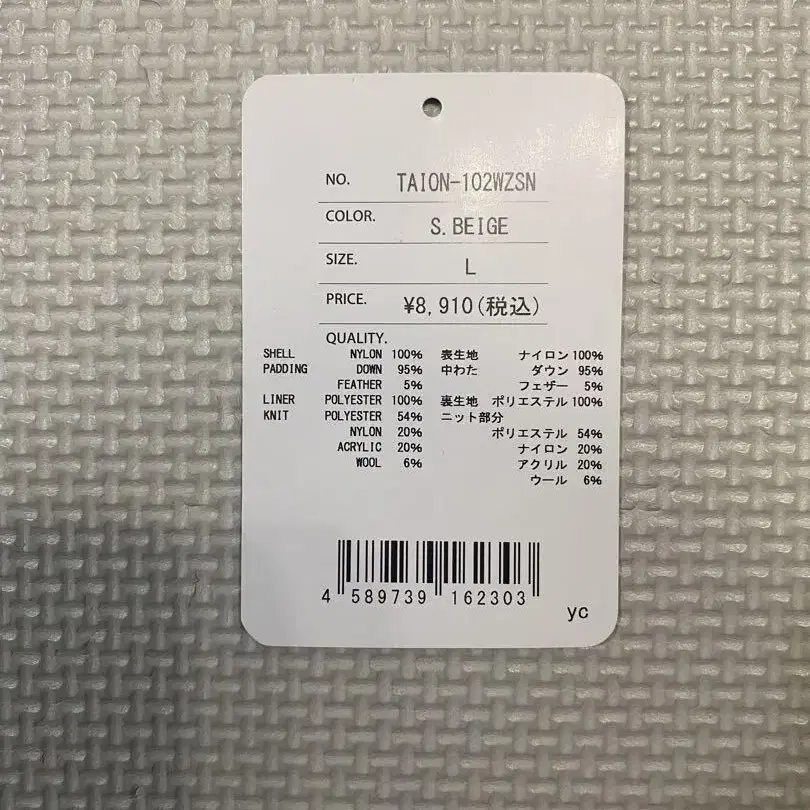 NO. TAION-102WZSN
COLOR. S.BEIGE
SIZE. L
PRICE. ¥8,910(税込)
QUALITY.
SHELL NYLON 100% 表生地 ナイロン 100%
PADDING DOWN 95% 中わた ダウン 95%
FEATHER 5% フェザー 5%
LINER POLYESTER 100% 裏生地 ポリエステル 100%
KNIT POLYESTER 54% ニット部分
NYLON 20% ポリエステル 54%
ACRYLIC 20% ナイロン 20%
WOOL 6% アクリル 20%
ウール 6%
4 589739 162303
yc